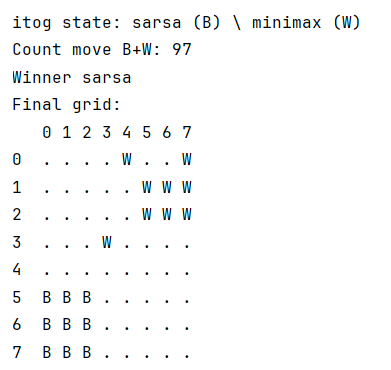 itog state: sarsa (B) \ minimax (W)
Count move B+W: 97
Winner sarsa
Final grid:
   0 1 2 3 4 5 6 7
0  . . . . W . . W
1  . . . . . W W W
2  . . . . . W W W
3  . . . W . . . .
4  . . . . . . . .
5  B B B . . . . .
6  B B B . . . . .
7  B B B . . . . .